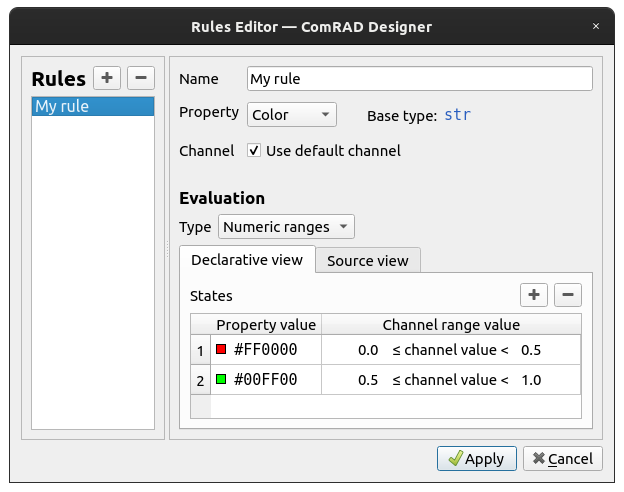 Rules Editor — ComRAD Designer ×
Rules + −
My rule
Name My rule
Property Color Base type: str
Channel Use default channel
Evaluation
Type Numeric ranges
Declarative view Source view
States + −
Property value Channel range value
1 #FF0000 0.0 ≤ channel value < 0.5
2 #00FF00 0.5 ≤ channel value < 1.0
Apply Cancel